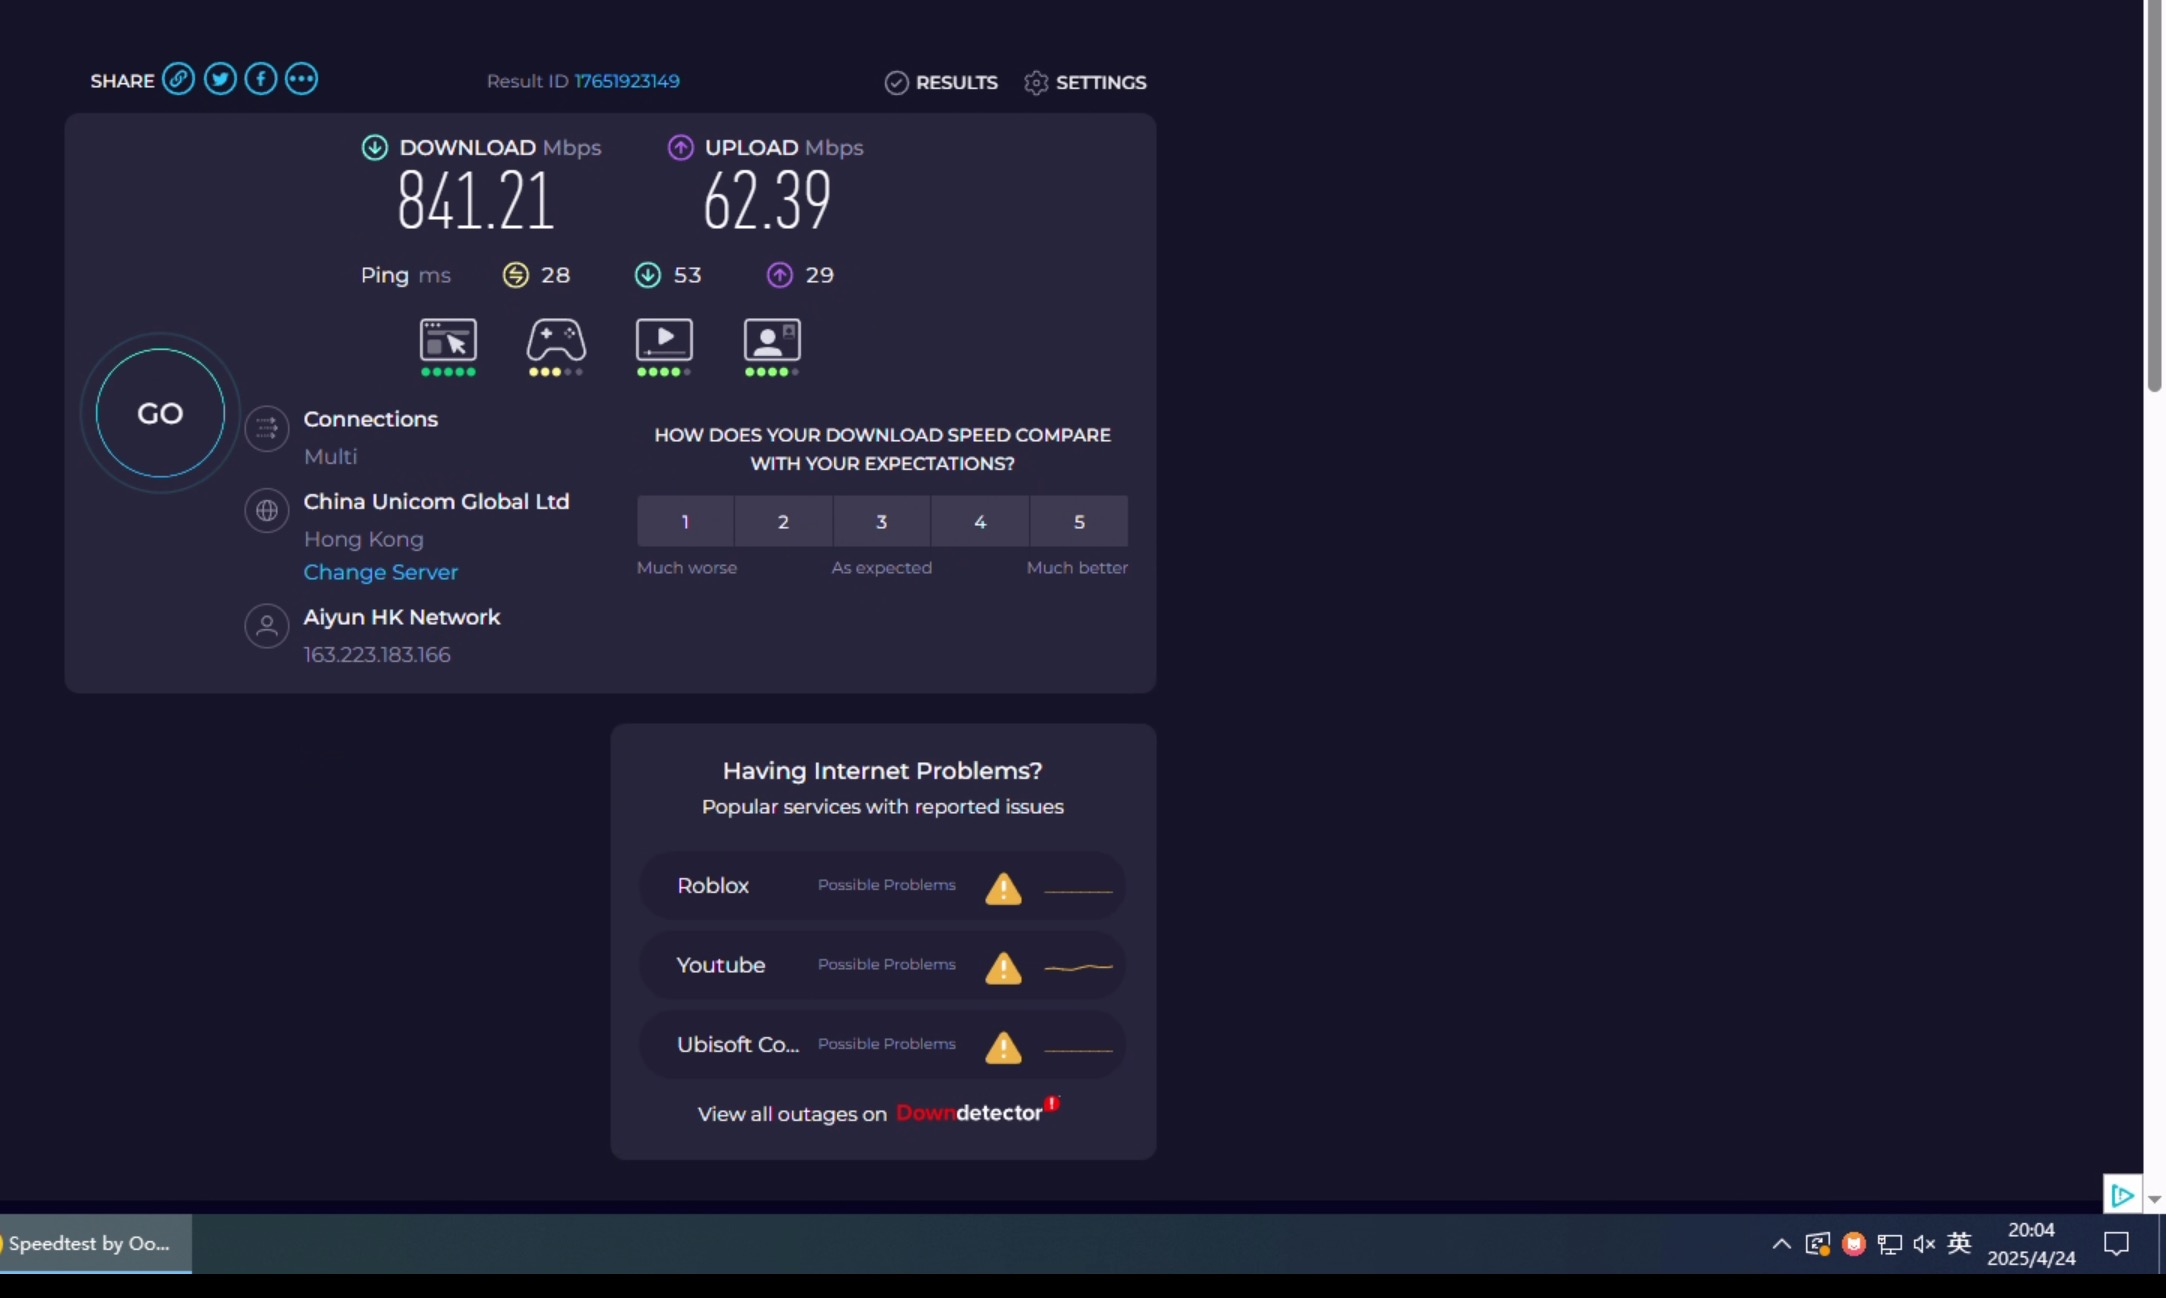 SHARE
Result ID 17651923149
RESULTS
SETTINGS
DOWNLOAD Mbps
841.21
UPLOAD Mbps
62.39
Ping ms 28 53 29
GO
Connections
Multi
China Unicom Global Ltd
Hong Kong
Change Server
Aiyun HK Network
163.223.183.166
HOW DOES YOUR DOWNLOAD SPEED COMPARE
WITH YOUR EXPECTATIONS?
1 2 3 4 5
Much worse As expected Much better
Having Internet Problems?
Popular services with reported issues
Roblox Possible Problems
Youtube Possible Problems
Ubisoft Co... Possible Problems
View all outages on Downdetector
Speedtest by Oo...
英
20:04
2025/4/24